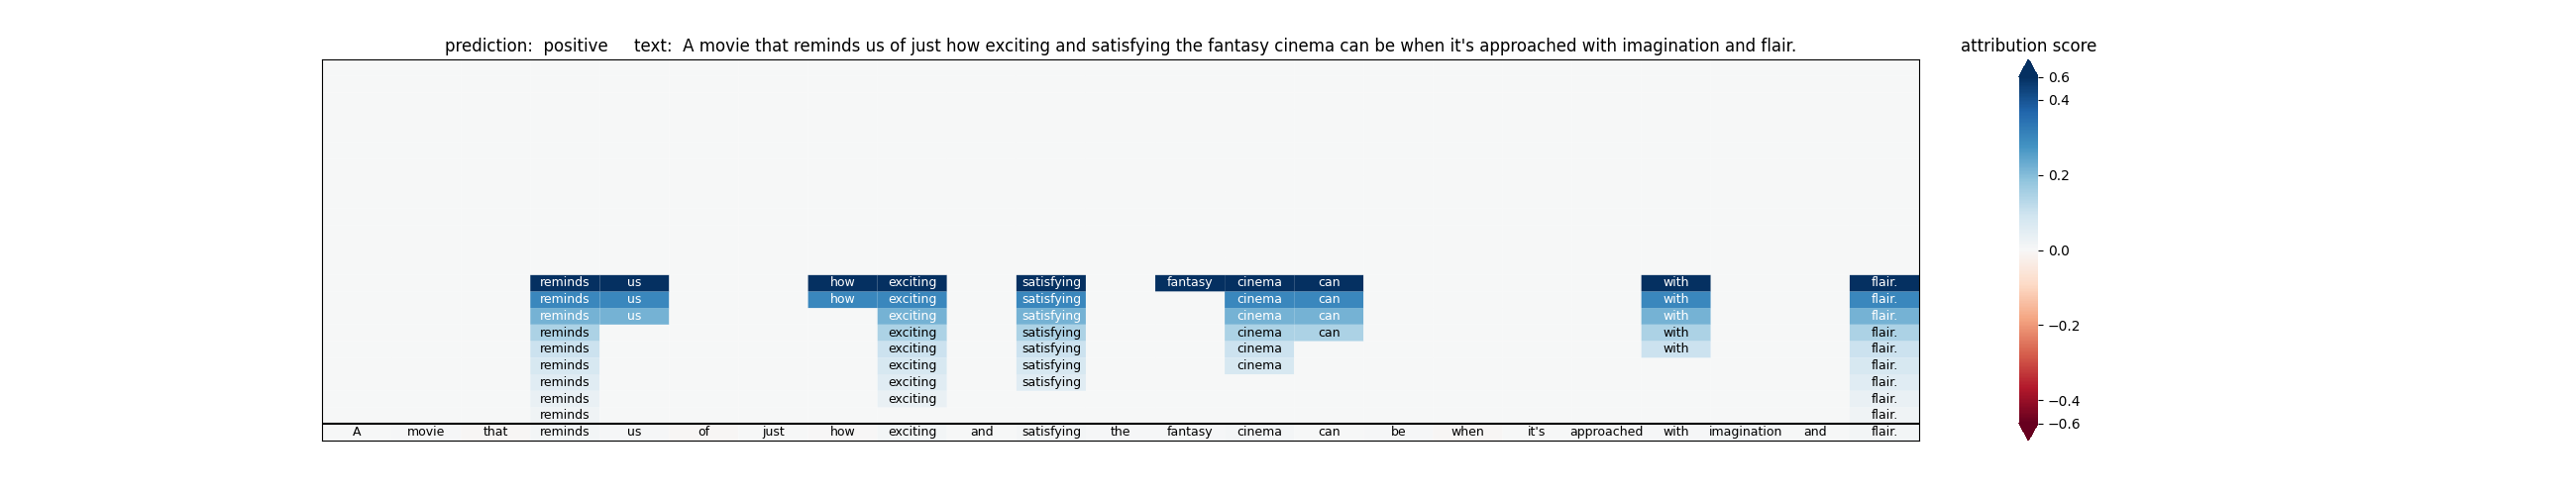 prediction:  positive     text:  A movie that reminds us of just how exciting and satisfying the fantasy cinema can be when it's approached with imagination and flair.
attribution score
0.6
0.4
0.2
0.0
−0.2
−0.4
−0.6
reminds us how exciting satisfying fantasy cinema can with flair.
reminds us how exciting satisfying cinema can with flair.
reminds us exciting satisfying cinema can with flair.
reminds exciting satisfying cinema can with flair.
reminds exciting satisfying cinema with flair.
reminds exciting satisfying cinema flair.
reminds exciting satisfying flair.
reminds exciting flair.
reminds flair.
A movie that reminds us of just how exciting and satisfying the fantasy cinema can be when it's approached with imagination and flair.